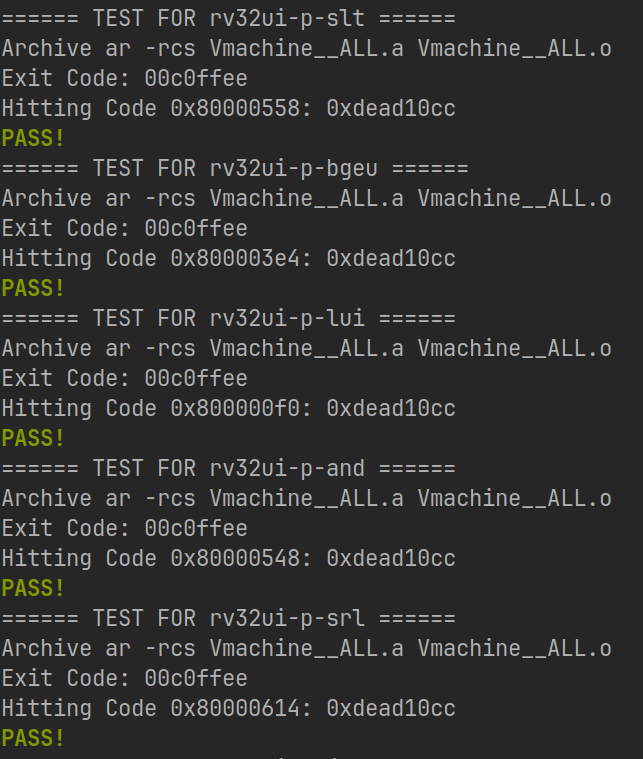 ====== TEST FOR rv32ui-p-slt ======
Archive ar -rcs Vmachine__ALL.a Vmachine__ALL.o
Exit Code: 00c0ffee
Hitting Code 0x80000558: 0xdead10cc
PASS!
====== TEST FOR rv32ui-p-bgeu ======
Archive ar -rcs Vmachine__ALL.a Vmachine__ALL.o
Exit Code: 00c0ffee
Hitting Code 0x800003e4: 0xdead10cc
PASS!
====== TEST FOR rv32ui-p-lui ======
Archive ar -rcs Vmachine__ALL.a Vmachine__ALL.o
Exit Code: 00c0ffee
Hitting Code 0x800000f0: 0xdead10cc
PASS!
====== TEST FOR rv32ui-p-and ======
Archive ar -rcs Vmachine__ALL.a Vmachine__ALL.o
Exit Code: 00c0ffee
Hitting Code 0x80000548: 0xdead10cc
PASS!
====== TEST FOR rv32ui-p-srl ======
Archive ar -rcs Vmachine__ALL.a Vmachine__ALL.o
Exit Code: 00c0ffee
Hitting Code 0x80000614: 0xdead10cc
PASS!